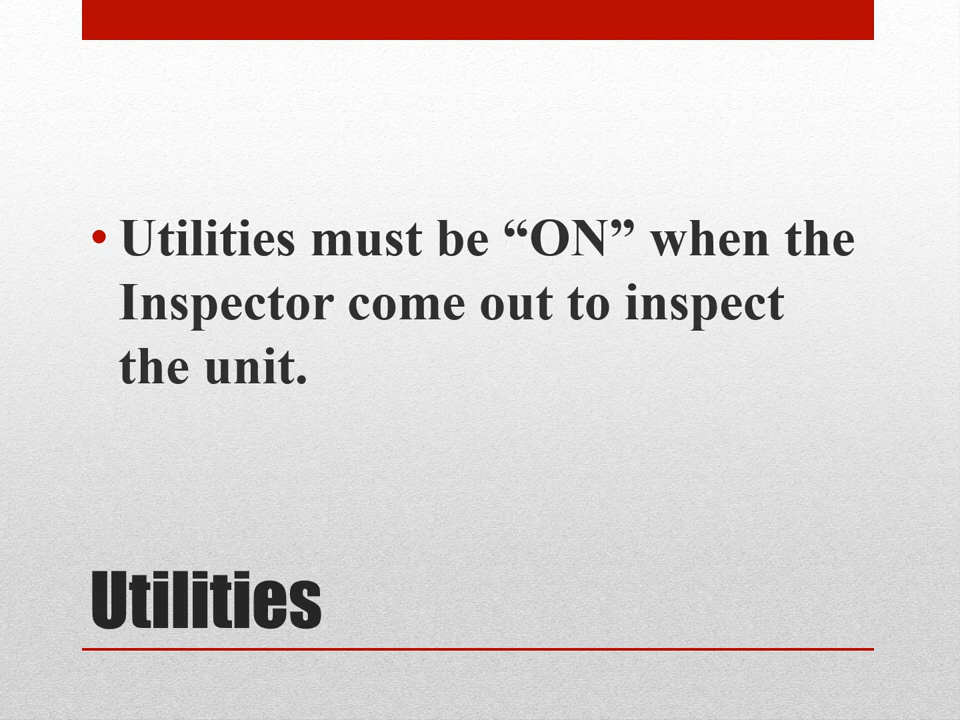 • Utilities must be “ON” when the
Inspector come out to inspect
the unit.
Utilities